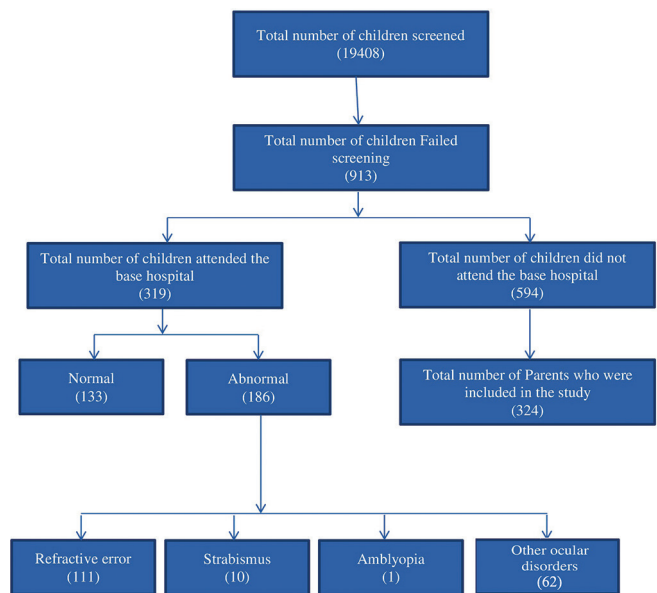 Total number of children screened
(19408)
Total number of children Failed
screening
(913)
Total number of children attended the
base hospital
(319)
Total number of children did not
attend the base hospital
(594)
Normal
(133)
Abnormal
(186)
Total number of Parents who were
included in the study
(324)
Refractive error
(111)
Strabismus
(10)
Amblyopia
(1)
Other ocular
disorders
(62)